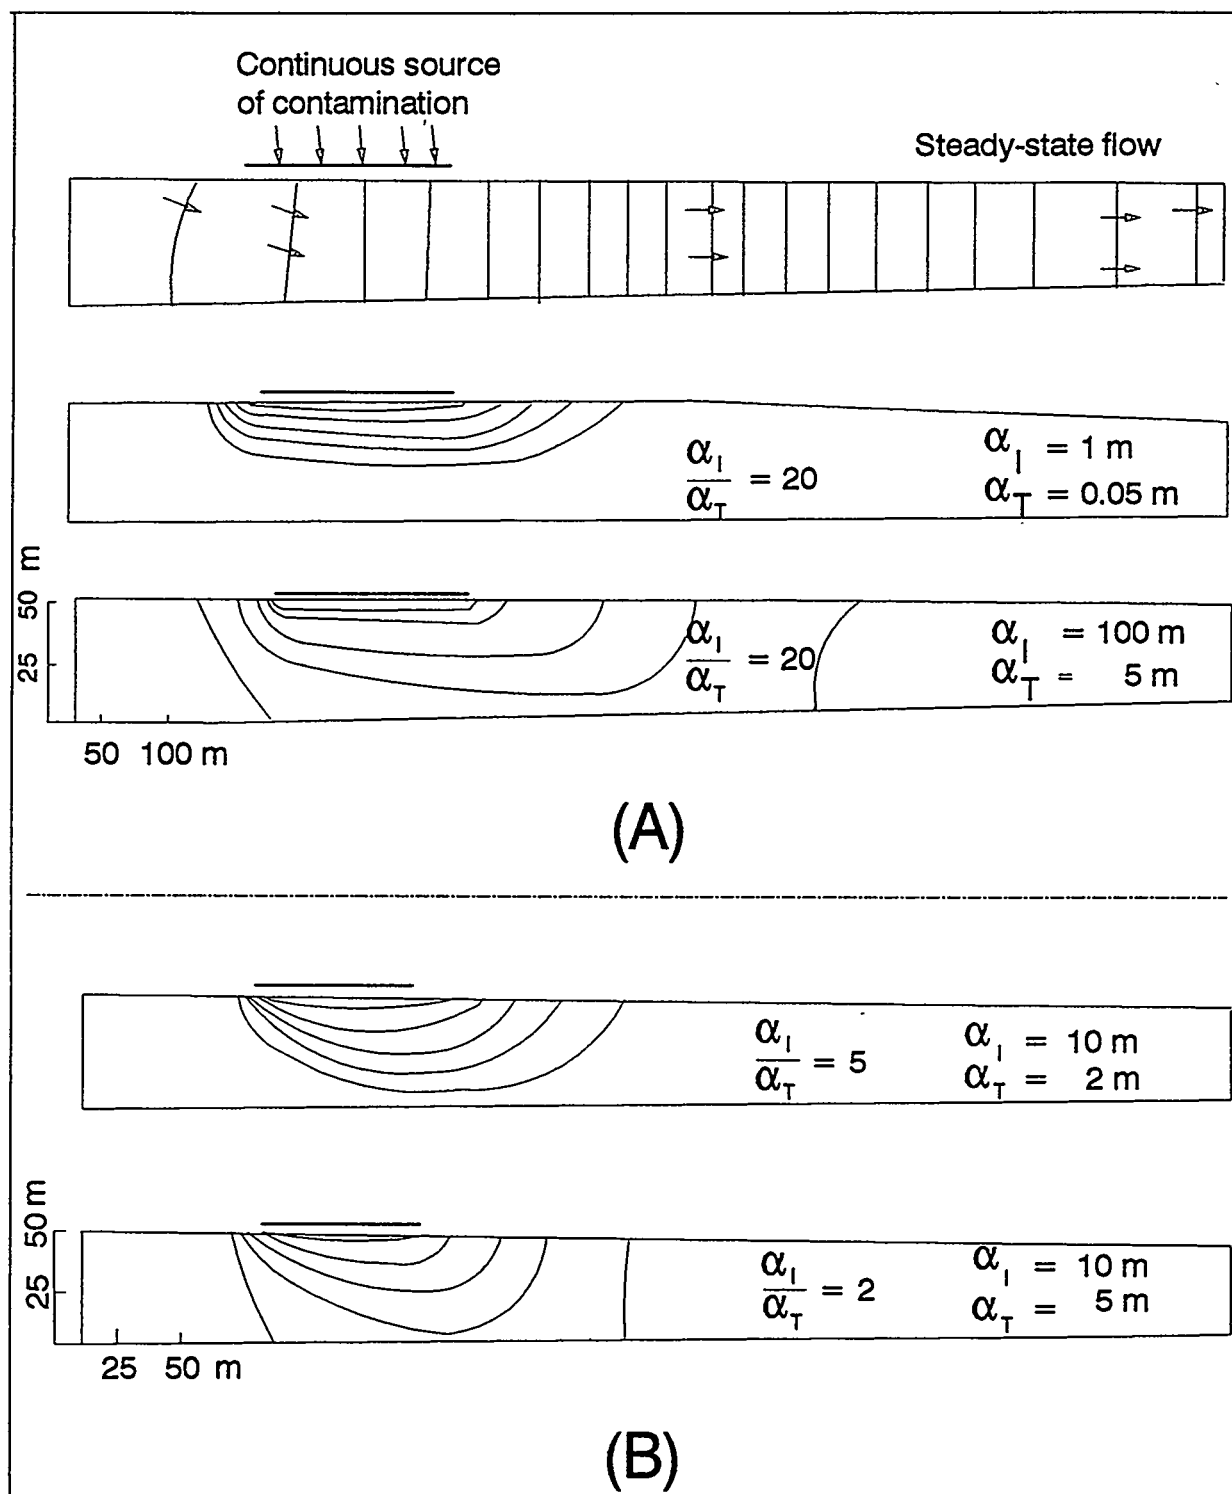 Continuous source
of contamination
Steady-state flow
α_l / α_T = 20
α_l = 1 m
α_T = 0.05 m
50 m
25
α_l / α_T = 20
α_l = 100 m
α_T = 5 m
50 100 m
(A)
α_l / α_T = 5
α_l = 10 m
α_T = 2 m
50 m
25
α_l / α_T = 2
α_l = 10 m
α_T = 5 m
25 50 m
(B)